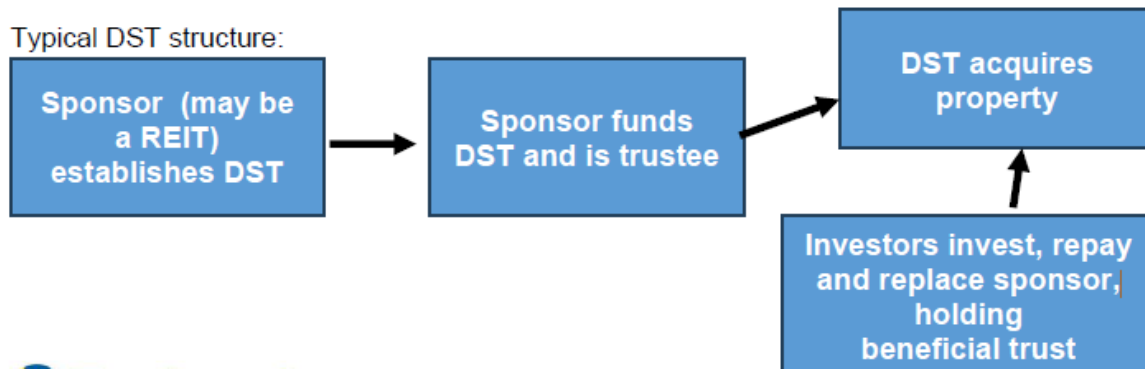 Typical DST structure:
Sponsor (may be
a REIT)
establishes DST
Sponsor funds
DST and is trustee
DST acquires
property
Investors invest, repay
and replace sponsor,
holding
beneficial trust